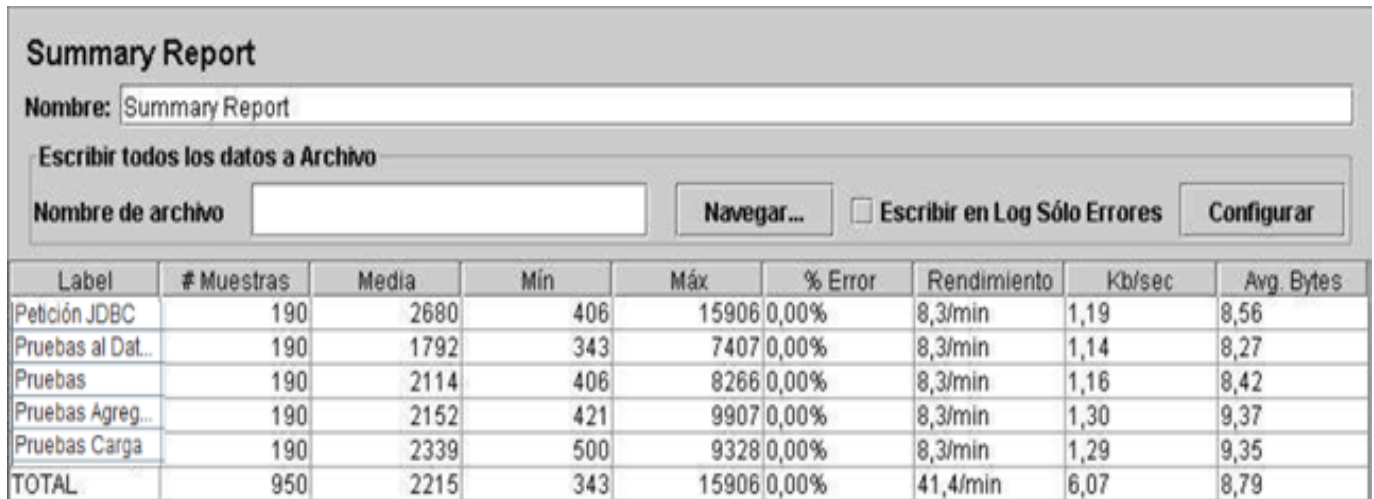 Summary Report
Nombre: Summary Report
Escribir todos los datos a Archivo
Nombre de archivo Navegar... Escribir en Log Sólo Errores Configurar
Label # Muestras Media Mín Máx % Error Rendimiento Kb/sec Avg. Bytes
Petición JDBC 190 2680 406 15906 0,00% 8,3/min 1,19 8,56
Pruebas al Dat... 190 1792 343 7407 0,00% 8,3/min 1,14 8,27
Pruebas 190 2114 406 8266 0,00% 8,3/min 1,16 8,42
Pruebas Agreg... 190 2152 421 9907 0,00% 8,3/min 1,30 9,37
Pruebas Carga 190 2339 500 9328 0,00% 8,3/min 1,29 9,35
TOTAL 950 2215 343 15906 0,00% 41,4/min 6,07 8,79